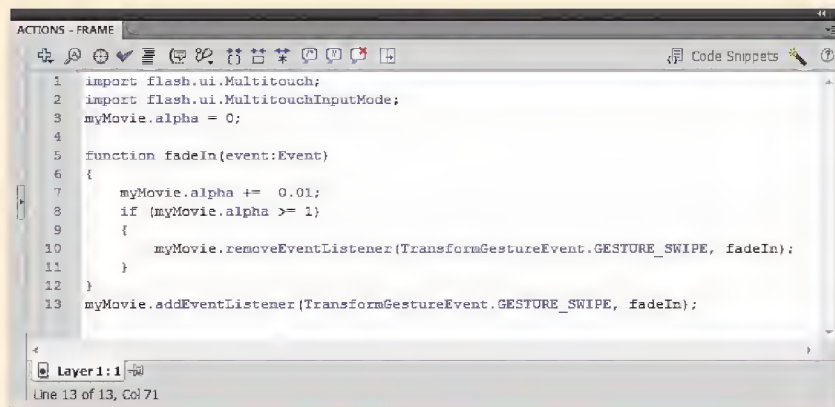 ACTIONS - FRAME
Code Snippets
1 import flash.ui.Multitouch;
2 import flash.ui.MultitouchInputMode;
3 myMovie.alpha = 0;
4
5 function fadeIn(event:Event)
6 {
7 myMovie.alpha += 0.01;
8 if (myMovie.alpha >= 1)
9 {
10 myMovie.removeEventListener(TransformGestureEvent.GESTURE_SWIPE, fadeIn);
11 }
12 }
13 myMovie.addEventListener(TransformGestureEvent.GESTURE_SWIPE, fadeIn);
Layer 1 : 1
Line 13 of 13, Col 71